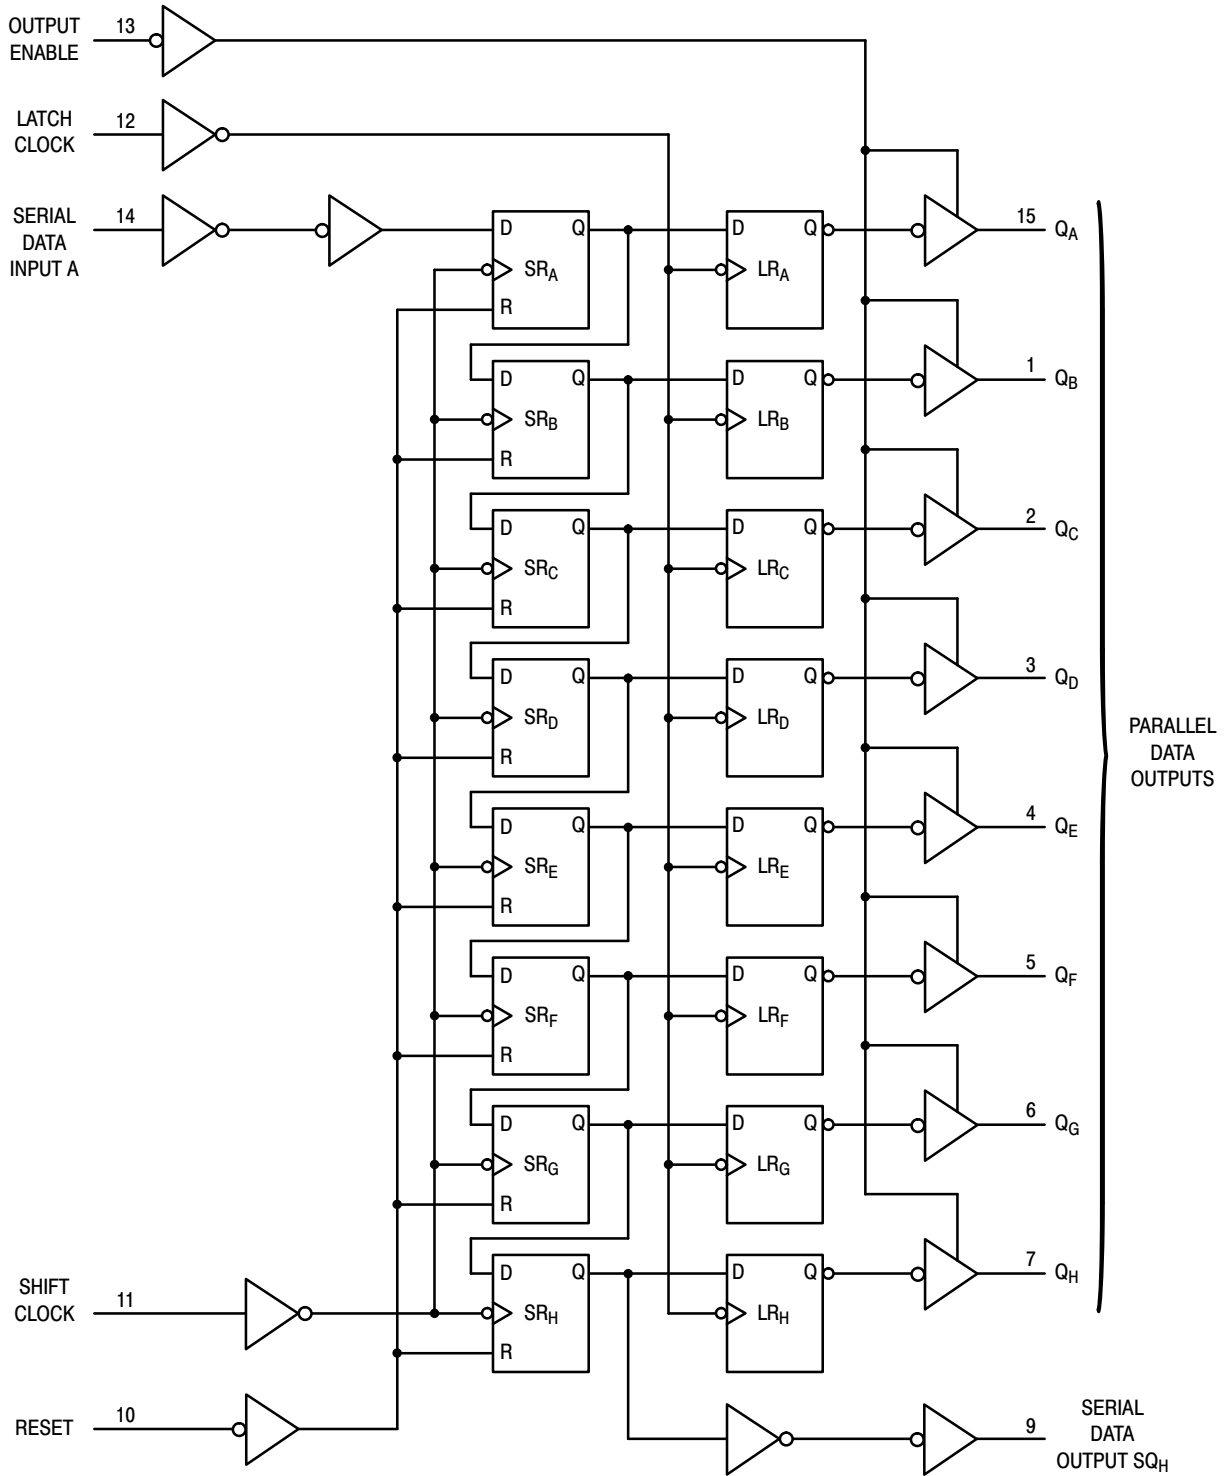 OUTPUT
ENABLE
13
LATCH
CLOCK
12
SERIAL
DATA
INPUT A
14
D Q
SRA
R
D Q
LRA
15 QA
D Q
SRB
R
D Q
LRB
1 QB
D Q
SRC
R
D Q
LRC
2 QC
D Q
SRD
R
D Q
LRD
3 QD
PARALLEL
DATA
OUTPUTS
D Q
SRE
R
D Q
LRE
4 QE
D Q
SRF
R
D Q
LRF
5 QF
D Q
SRG
R
D Q
LRG
6 QG
SHIFT
CLOCK
11
D Q
SRH
R
D Q
LRH
7 QH
RESET
10
9
SERIAL
DATA
OUTPUT SQH